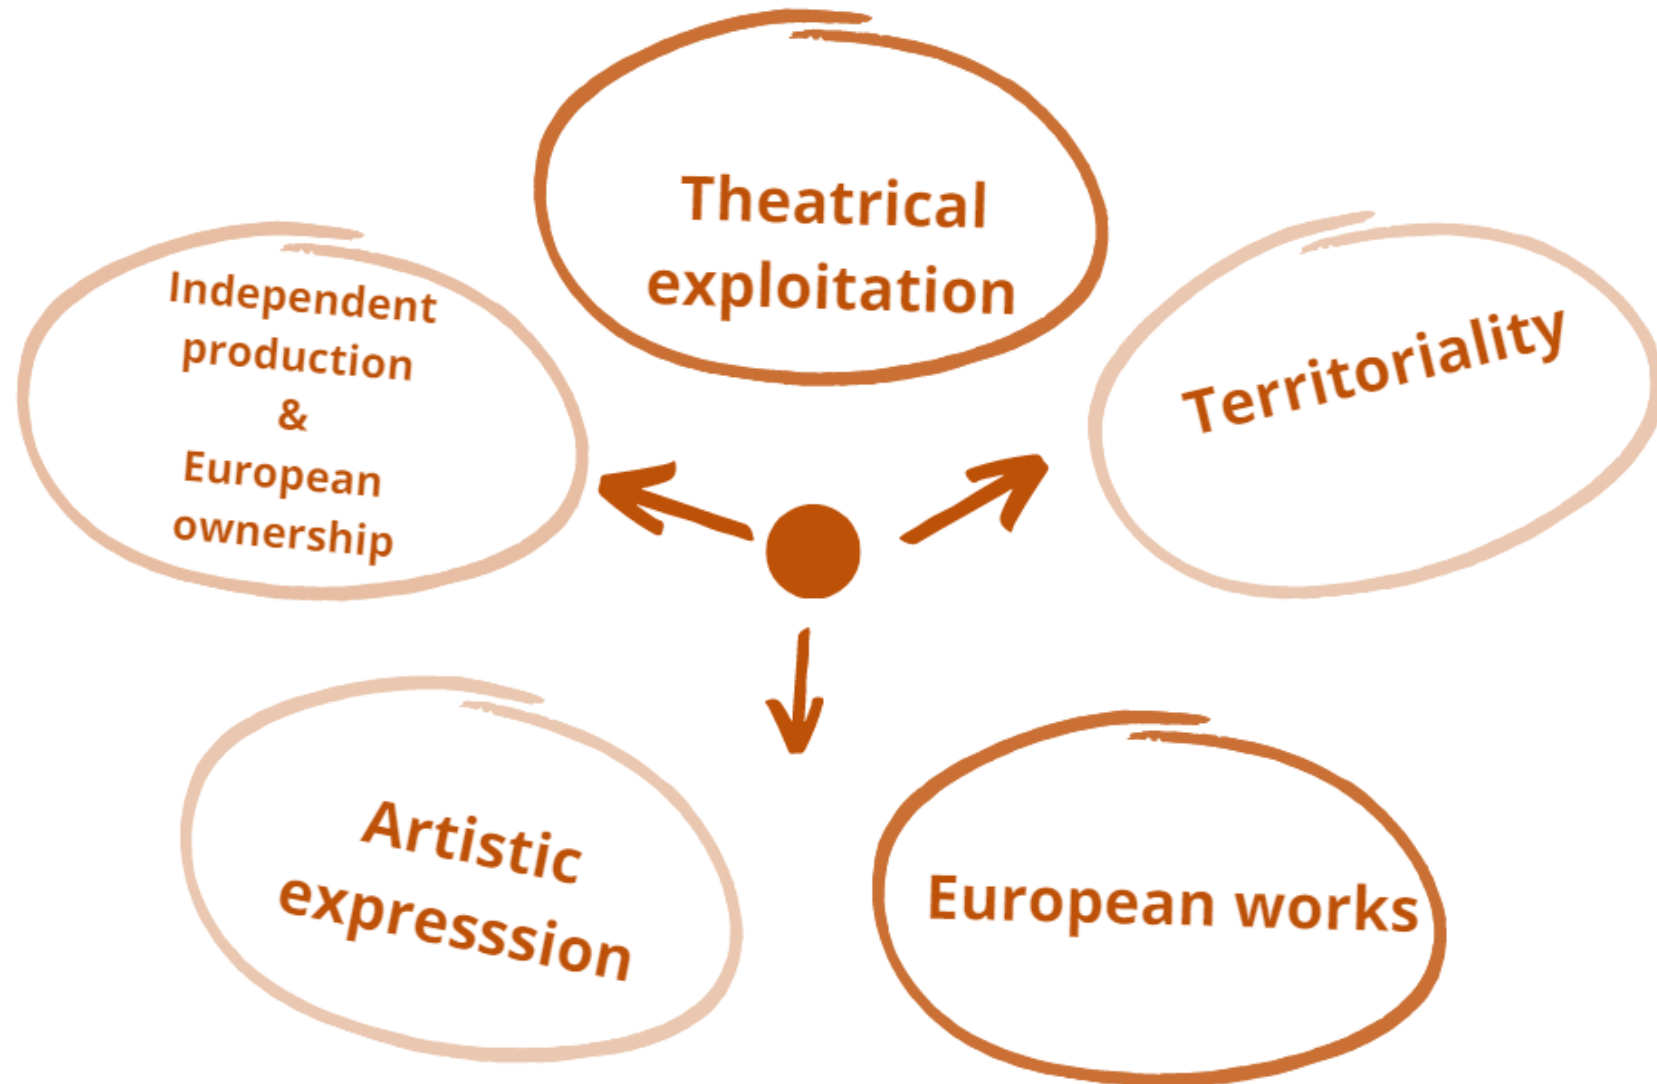 Theatrical
exploitation
Independent
production
&
European
ownership
Territoriality
Artistic
expresssion
European works